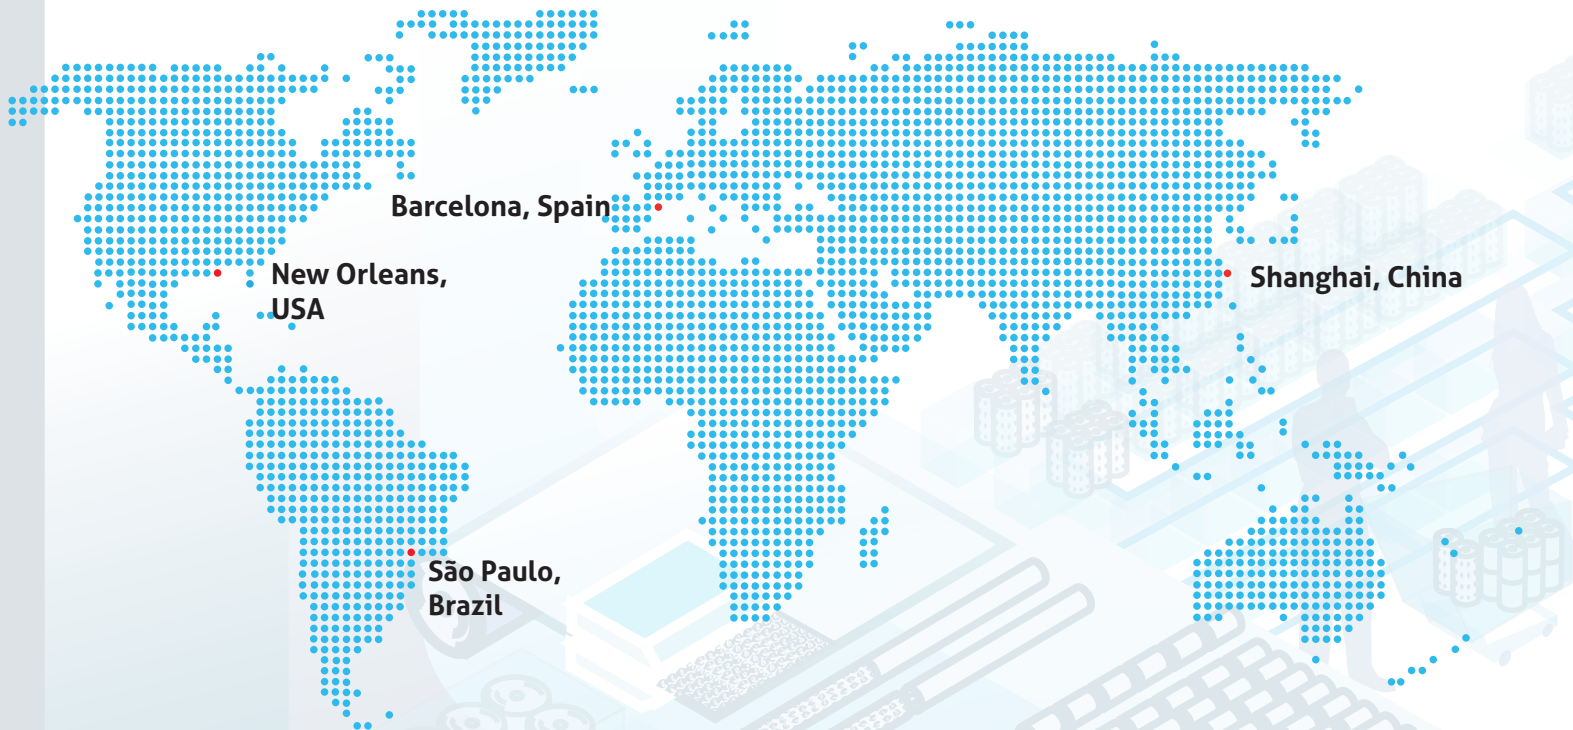 Barcelona, Spain
New Orleans,
USA
Shanghai, China
São Paulo,
Brazil